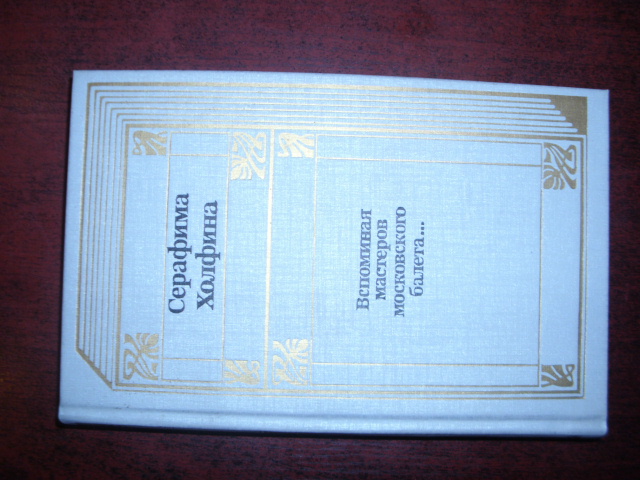 Серафима
Холфина
Вспоминая
мастеров
московского
балета...